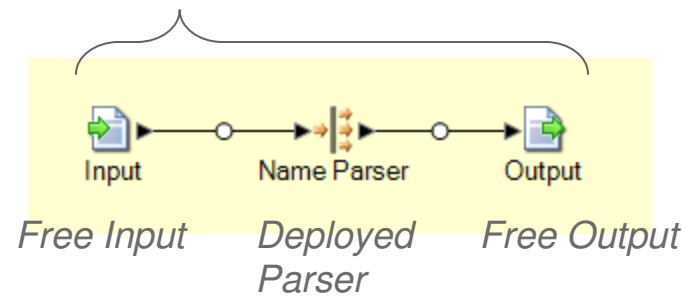 Input
Name Parser
Output
Free Input
Deployed
Parser
Free Output